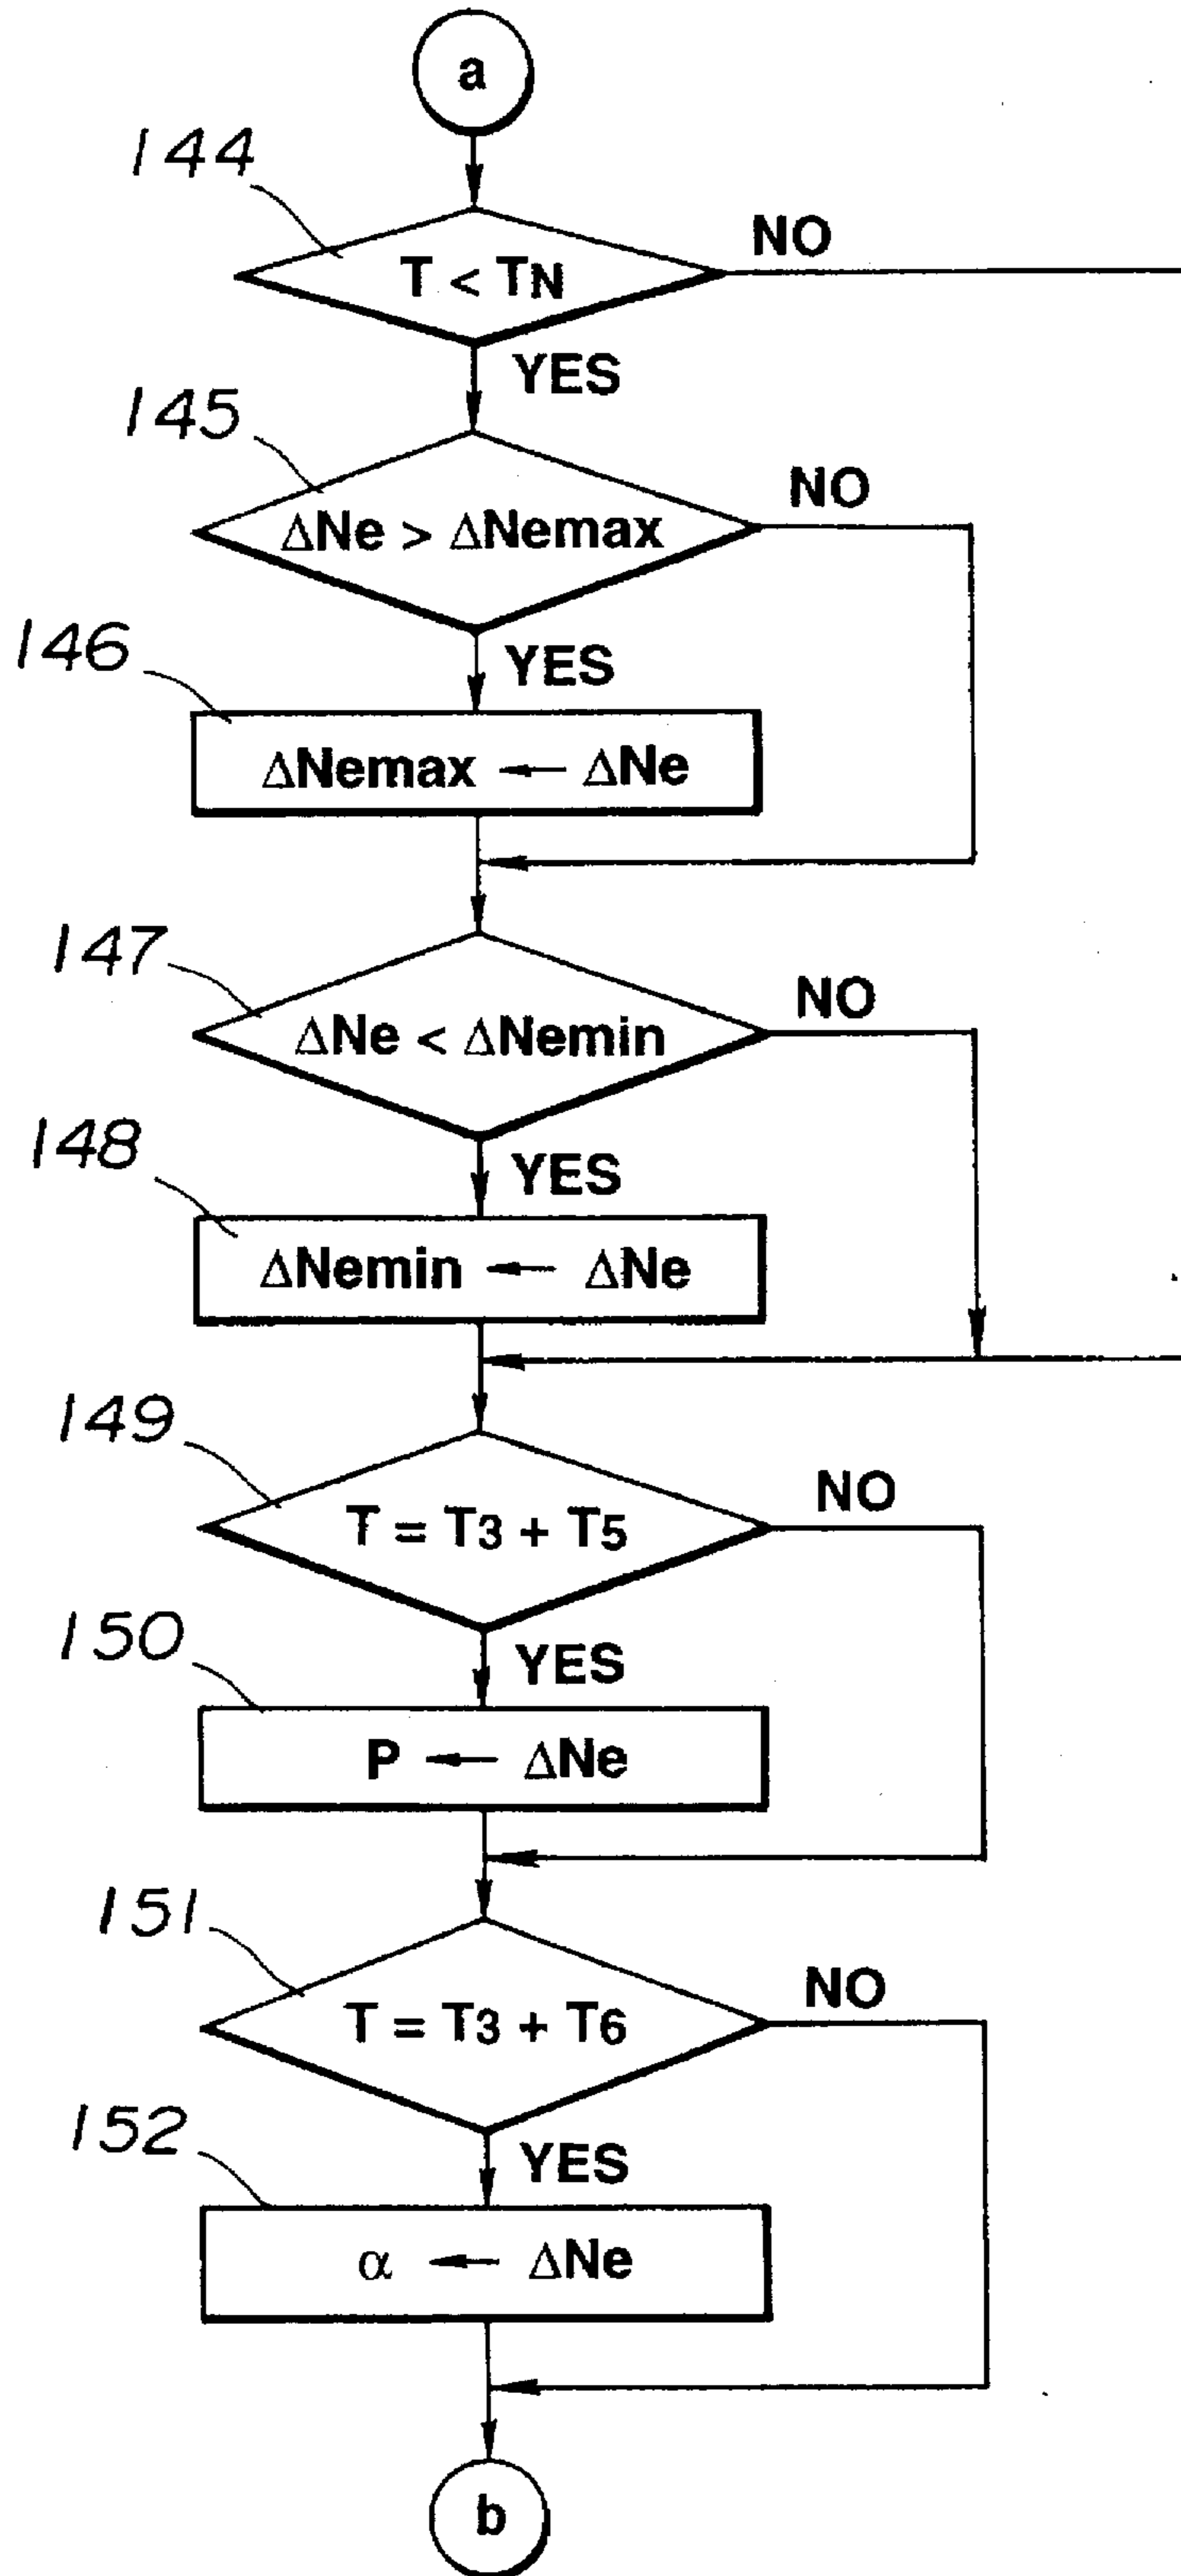 a
144
T < TN
NO
YES
145
ΔNe > ΔNemax
NO
YES
146
ΔNemax ← ΔNe
147
ΔNe < ΔNemin
NO
YES
148
ΔNemin ← ΔNe
149
T = T3 + T5
NO
YES
150
P ← ΔNe
151
T = T3 + T6
NO
YES
152
α ← ΔNe
b